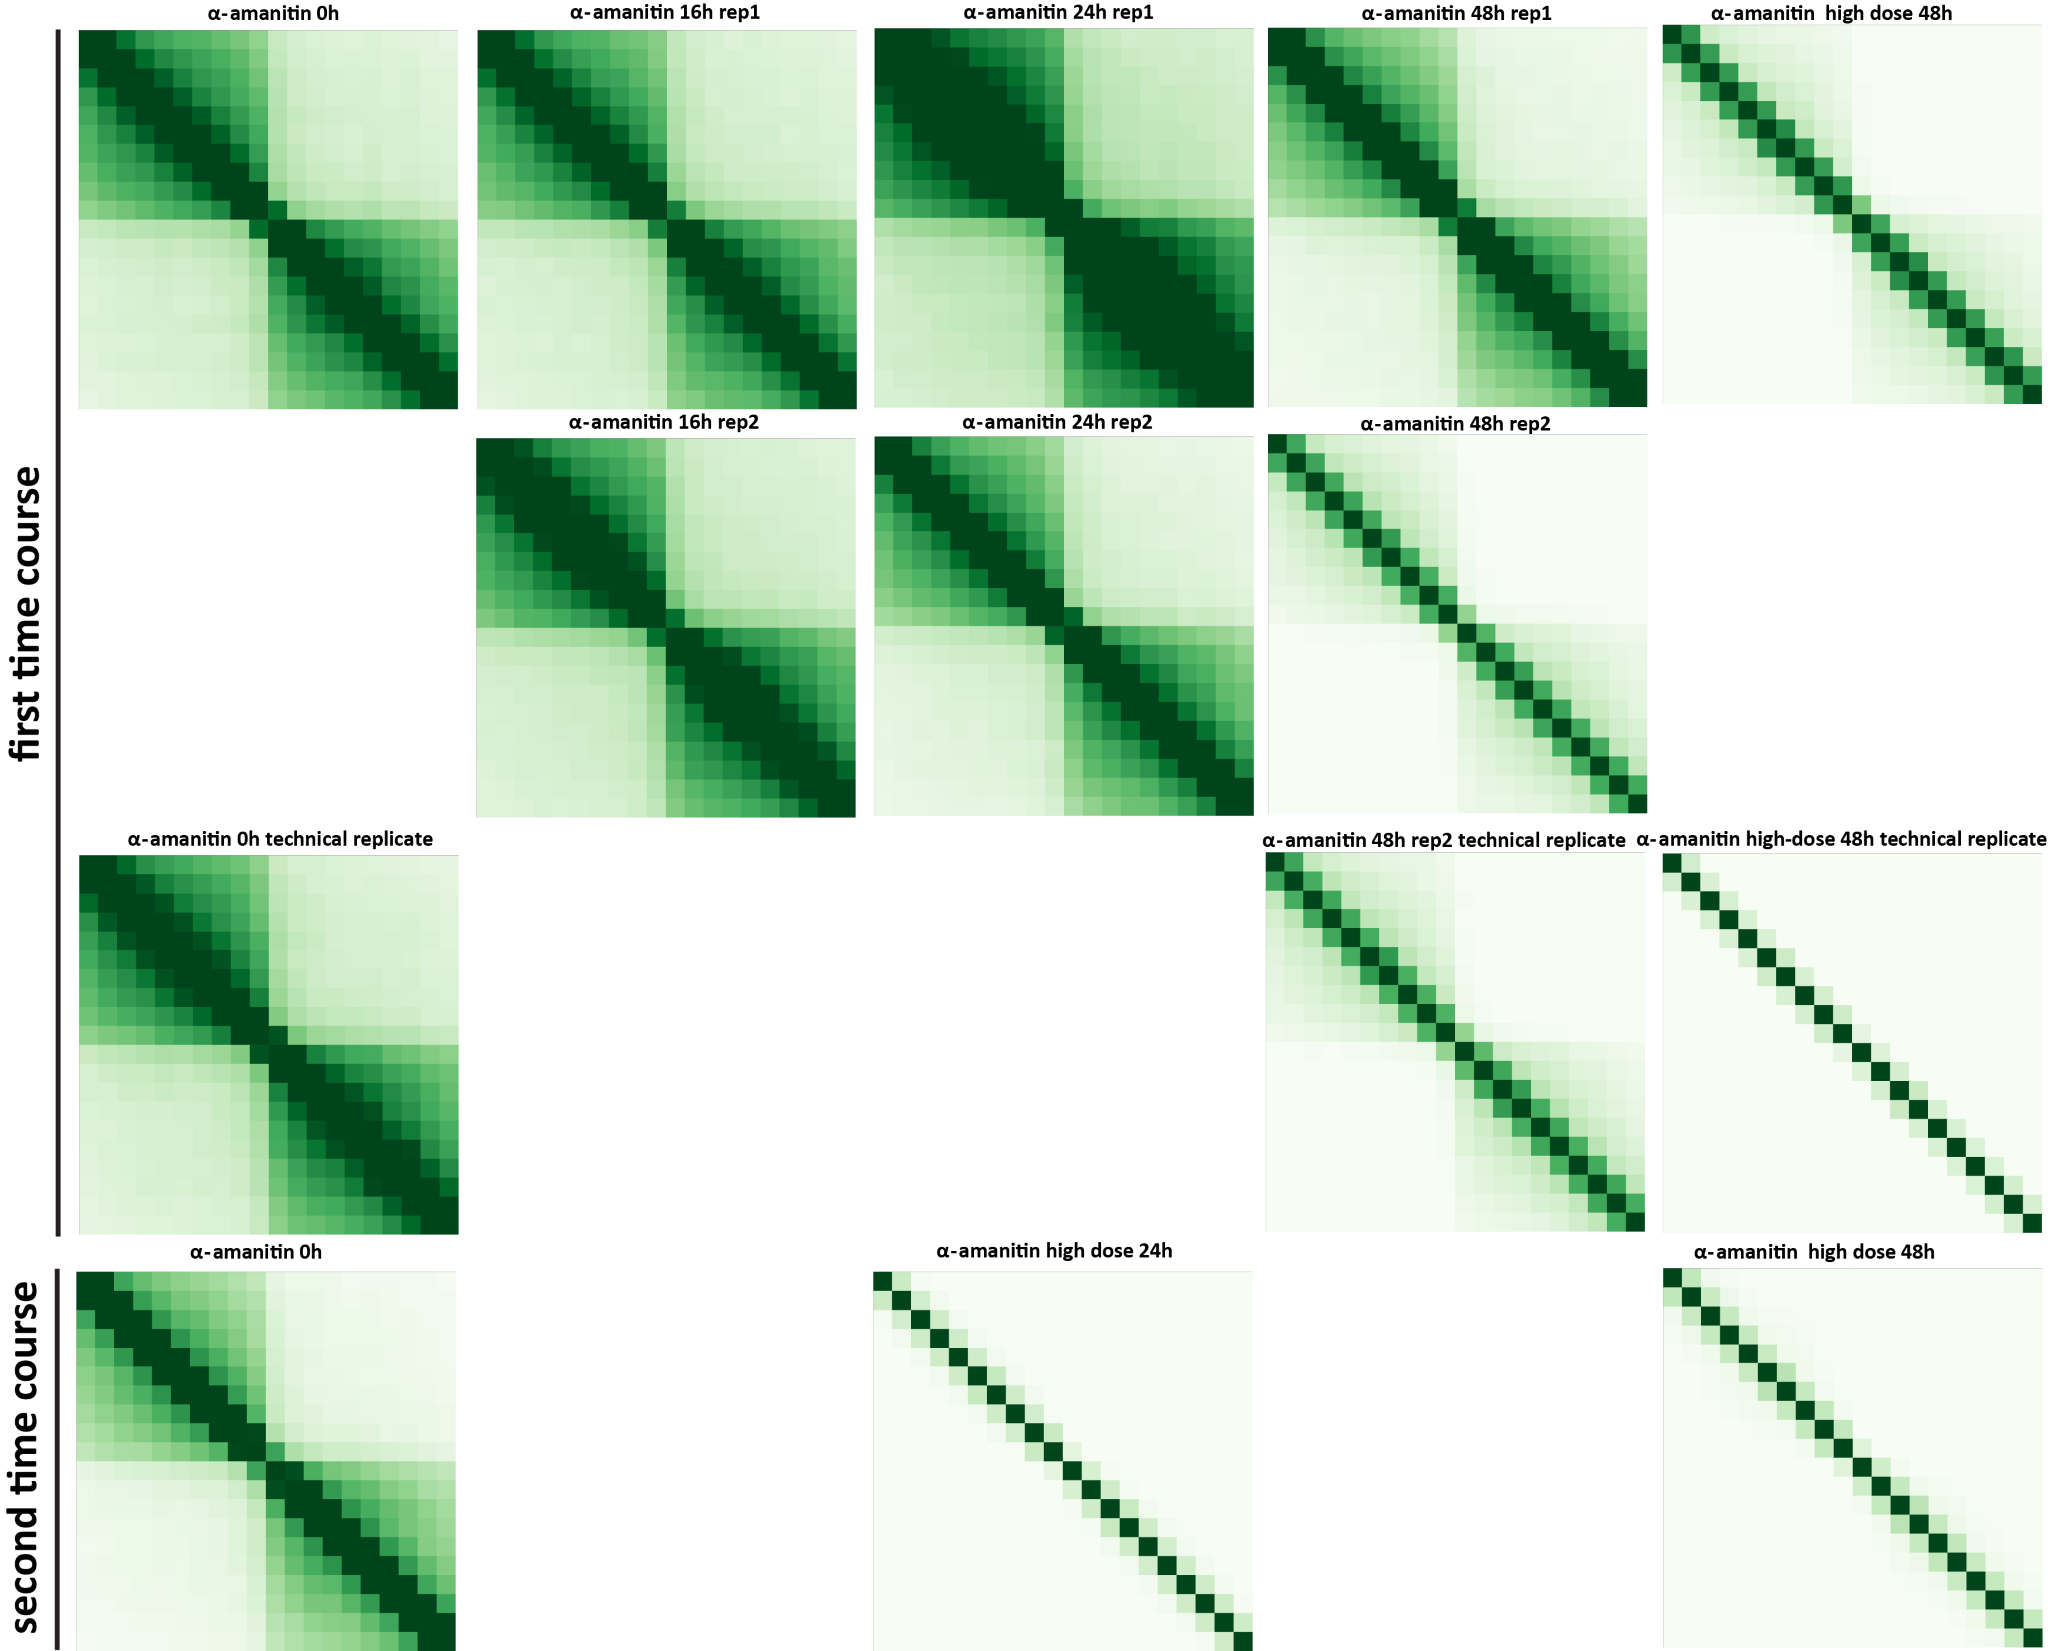 α-amanitin 0h
α-amanitin 16h rep1
α-amanitin 24h rep1
α-amanitin 48h rep1
α-amanitin high dose 48h
first time course
α-amanitin 16h rep2
α-amanitin 24h rep2
α-amanitin 48h rep2
α-amanitin 0h technical replicate
α-amanitin 48h rep2 technical replicate
α-amanitin high-dose 48h technical replicate
second time course
α-amanitin 0h
α-amanitin high dose 24h
α-amanitin high dose 48h